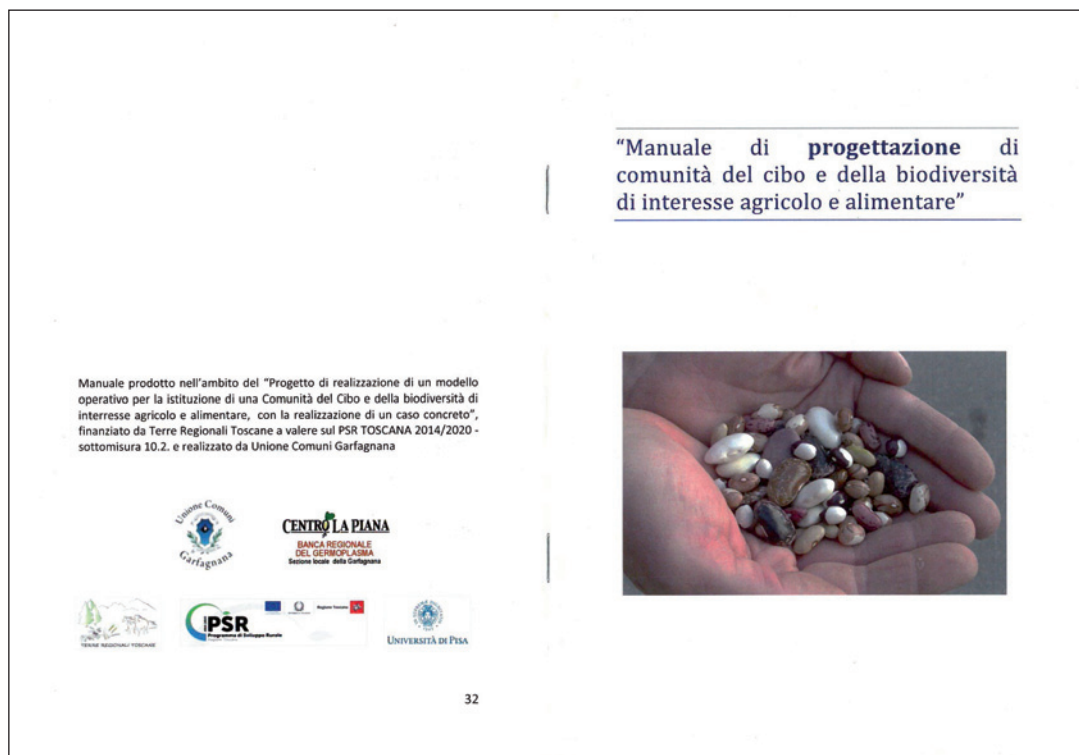 Manuale prodotto nell'ambito del "Progetto di realizzazione di un modello
operativo per la istituzione di una Comunità del Cibo e della biodiversità di
interresse agricolo e alimentare, con la realizzazione di un caso concreto",
finanziato da Terre Regionali Toscane a valere sul PSR TOSCANA 2014/2020 -
sottomisura 10.2. e realizzato da Unione Comuni Garfagnana
Unione Comuni
Garfagnana
CENTRO LA PIANA
BANCA REGIONALE
DEL GERMOPLASMA
Sezione locale della Garfagnana
TERRE REGIONALI TOSCANE
Regione Toscana
PSR
Programma di Sviluppo Rurale
UNIVERSITÀ DI PISA
32
"Manuale di progettazione di
comunità del cibo e della biodiversità
di interesse agricolo e alimentare"